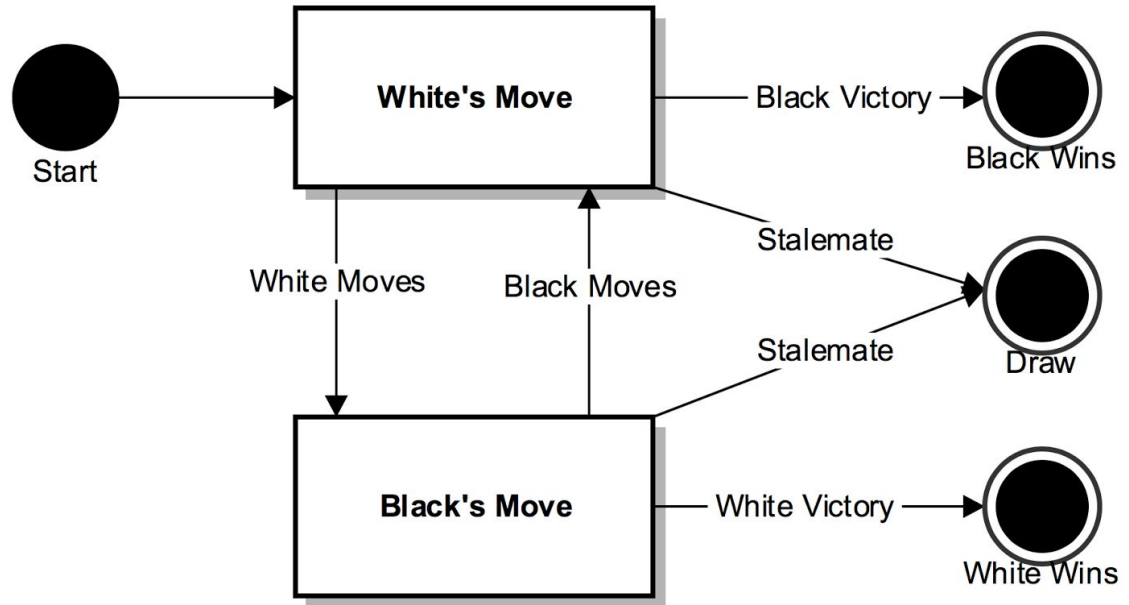 White's Move
Black Victory
Black Wins
Start
Stalemate
White Moves
Black Moves
Stalemate
Draw
Black's Move
White Victory
White Wins